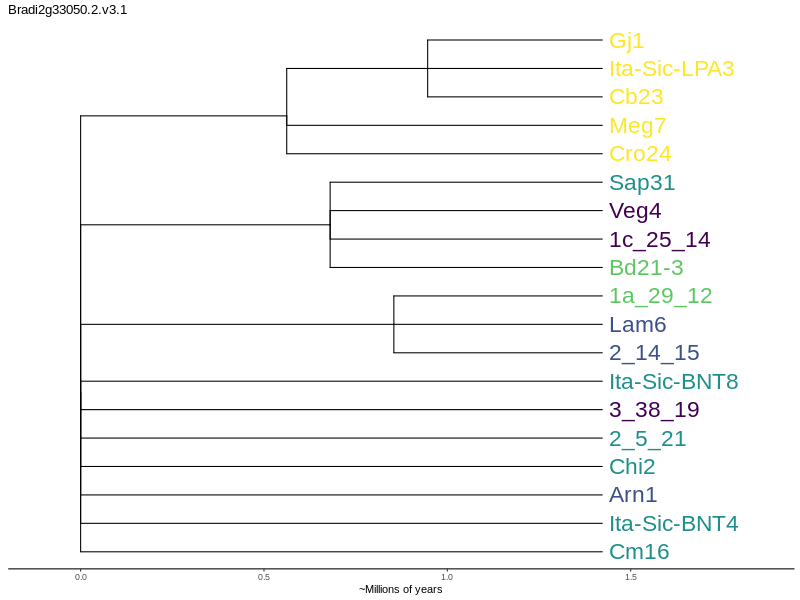 Bradi2g33050.2.v3.1
Gj1
Ita-Sic-LPA3
Cb23
Meg7
Cro24
Sap31
Veg4
1c_25_14
Bd21-3
1a_29_12
Lam6
2_14_15
Ita-Sic-BNT8
3_38_19
2_5_21
Chi2
Arn1
Ita-Sic-BNT4
Cm16
0.0 0.5 1.0 1.5
~Millions of years